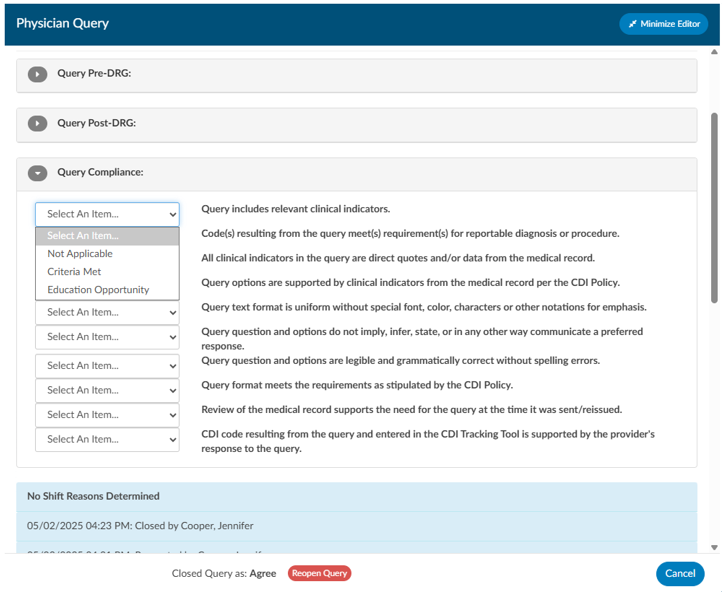 Physician Query
Minimize Editor
Query Pre-DRG:
Query Post-DRG:
Query Compliance:
Select An Item...
Query includes relevant clinical indicators.
Select An Item...
Code(s) resulting from the query meet(s) requirement(s) for reportable diagnosis or procedure.
Not Applicable
All clinical indicators in the query are direct quotes and/or data from the medical record.
Criteria Met
Query options are supported by clinical indicators from the medical record per the CDI Policy.
Education Opportunity
Select An Item...
Query text format is uniform without special font, color, characters or other notations for emphasis.
Select An Item...
Query question and options do not imply, infer, state, or in any other way communicate a preferred
response.
Select An Item...
Query question and options are legible and grammatically correct without spelling errors.
Select An Item...
Query format meets the requirements as stipulated by the CDI Policy.
Select An Item...
Review of the medical record supports the need for the query at the time it was sent/reissued.
Select An Item...
CDI code resulting from the query and entered in the CDI Tracking Tool is supported by the provider's
response to the query.
No Shift Reasons Determined
05/02/2025 04:23 PM: Closed by Cooper, Jennifer
Closed Query as: Agree
Reopen Query
Cancel